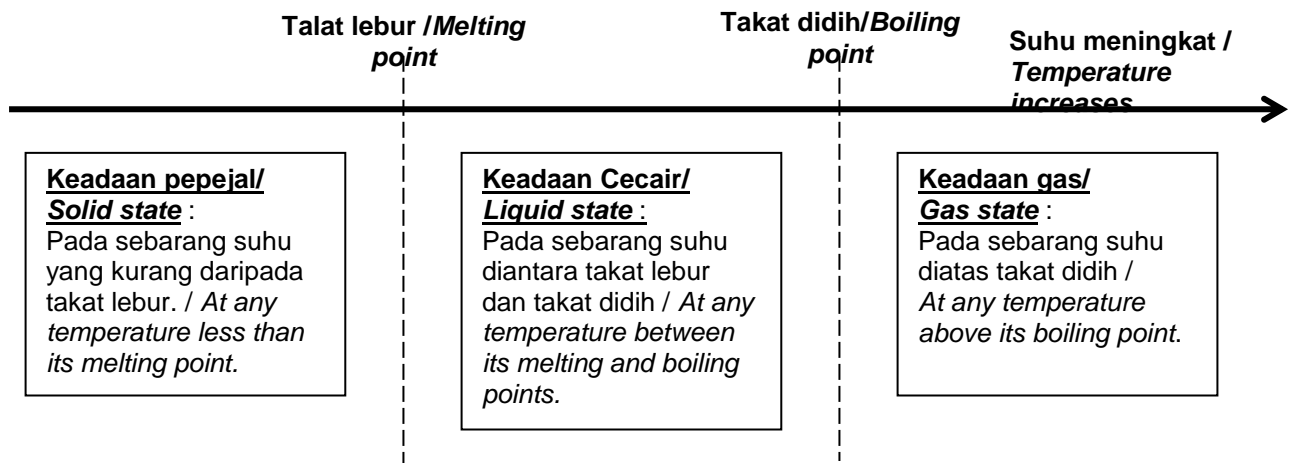 Talat lebur /Melting
point
Takat didih/Boiling
point
Suhu meningkat /
Temperature
increases
Keadaan pepejal/
Solid state :
Pada sebarang suhu
yang kurang daripada
takat lebur. / At any
temperature less than
its melting point.
Keadaan Cecair/
Liquid state :
Pada sebarang suhu
diantara takat lebur
dan takat didih / At any
temperature between
its melting and boiling
points.
Keadaan gas/
Gas state :
Pada sebarang suhu
diatas takat didih /
At any temperature
above its boiling point.